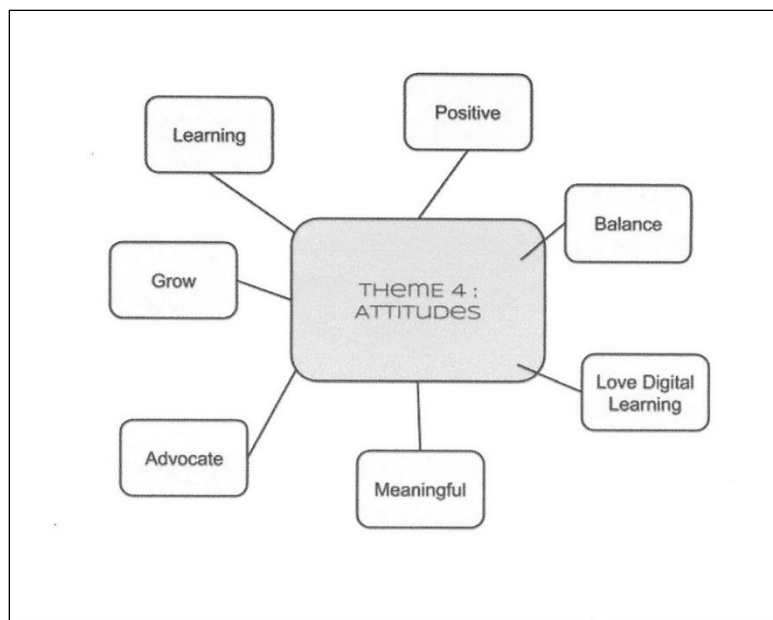 Positive
Learning
Balance
Grow
THEME 4 :
ATTITUDES
Love Digital
Learning
Advocate
Meaningful